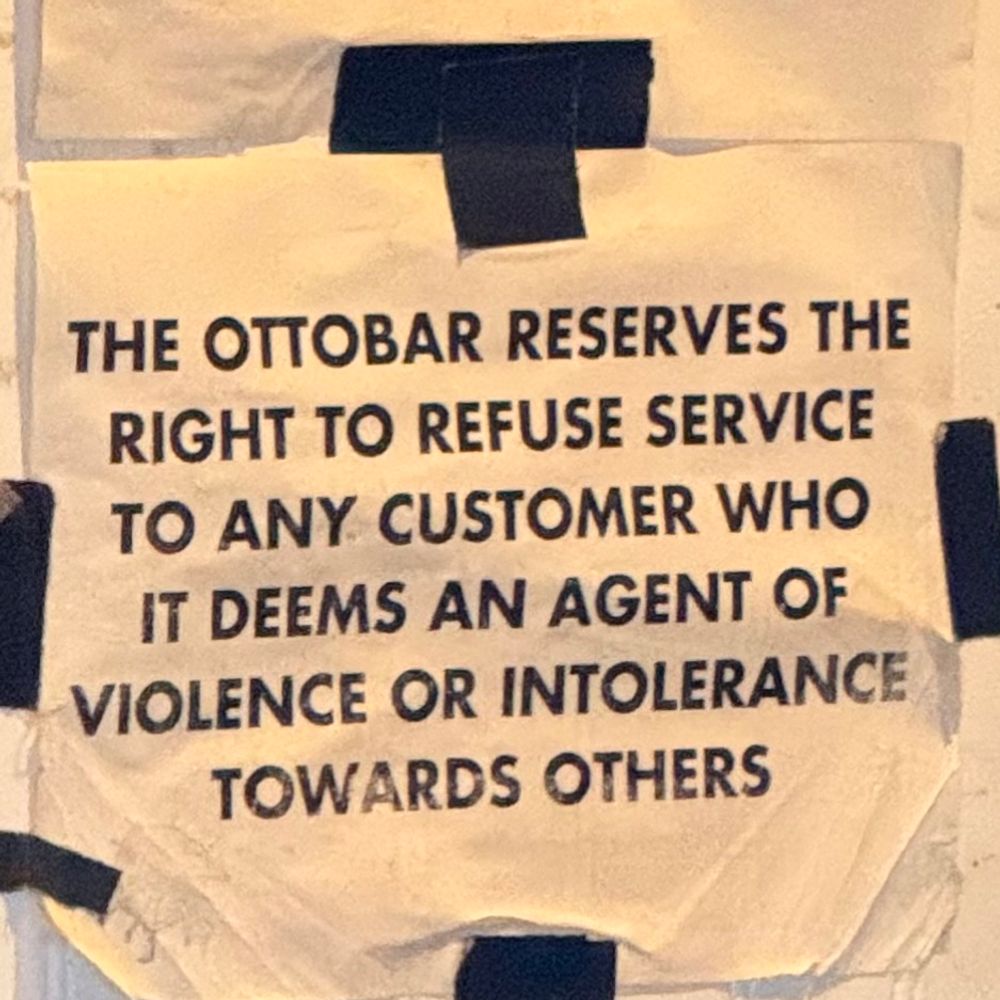 THE OTTOBAR RESERVES THE
RIGHT TO REFUSE SERVICE
TO ANY CUSTOMER WHO
IT DEEMS AN AGENT OF
VIOLENCE OR INTOLERANCE
TOWARDS OTHERS